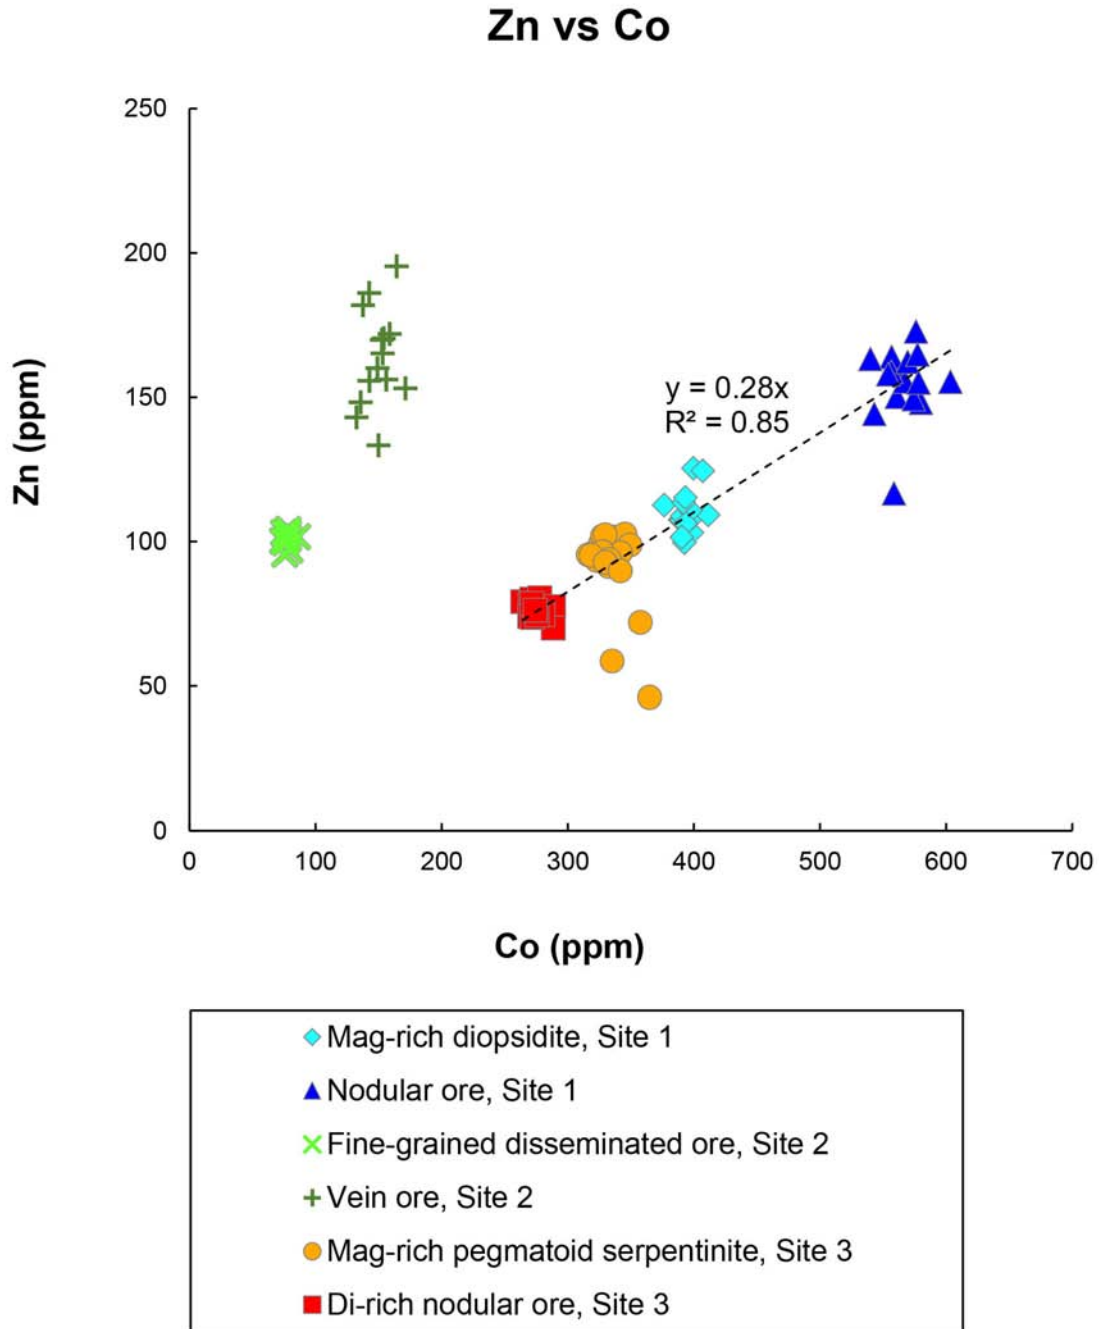 Zn vs Co
250
200
150
100
50
0
Zn (ppm)
y = 0.28x
R² = 0.85
0 100 200 300 400 500 600 700
Co (ppm)
Mag-rich diopsidite, Site 1
Nodular ore, Site 1
Fine-grained disseminated ore, Site 2
Vein ore, Site 2
Mag-rich pegmatoid serpentinite, Site 3
Di-rich nodular ore, Site 3